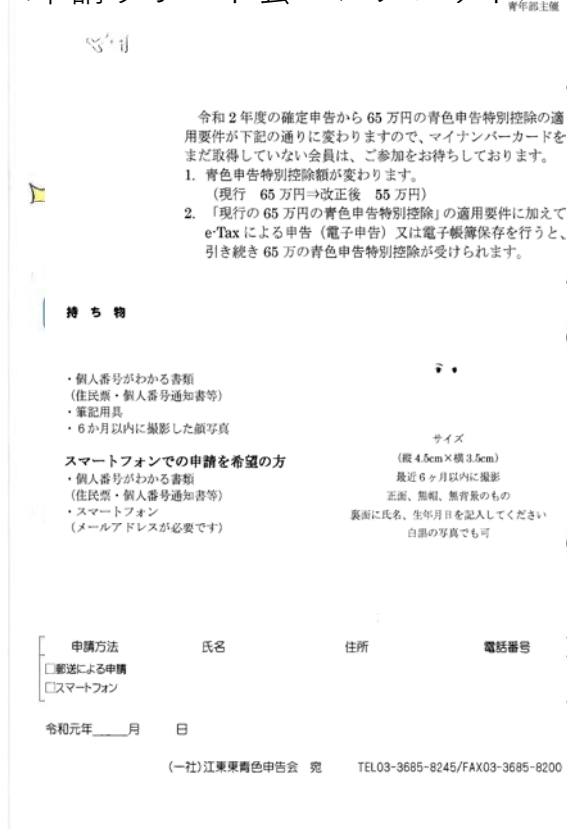 青年部主催
令和2年度の確定申告から65万円の青色申告特別控除の適
用要件が下記の通りに変わりますので、マイナンバーカードを
まだ取得していない会員は、ご参加をお待ちしております。
1. 青色申告特別控除額が変わります。
（現行　65万円⇒改正後　55万円）
2. 「現行の65万円の青色申告特別控除」の適用要件に加えて
e-Taxによる申告（電子申告）又は電子帳簿保存を行うと、
引き続き65万の青色申告特別控除が受けられます。
持ち物
・個人番号がわかる書類
（住民票・個人番号通知書等）
・筆記用具
・6か月以内に撮影した顔写真
スマートフォンでの申請を希望の方
・個人番号がわかる書類
（住民票・個人番号通知書等）
・スマートフォン
（メールアドレスが必要です）
サイズ
（縦4.5cm×横3.5cm）
最近6ヶ月以内に撮影
正面、無帽、無背景のもの
裏面に氏名、生年月日を記入してください
白黒の写真でも可
申請方法　氏名　住所　電話番号
□郵送による申請
□スマートフォン
令和元年____月　日
(一社)江東東青色申告会　宛　TEL03-3685-8245/FAX03-3685-8200